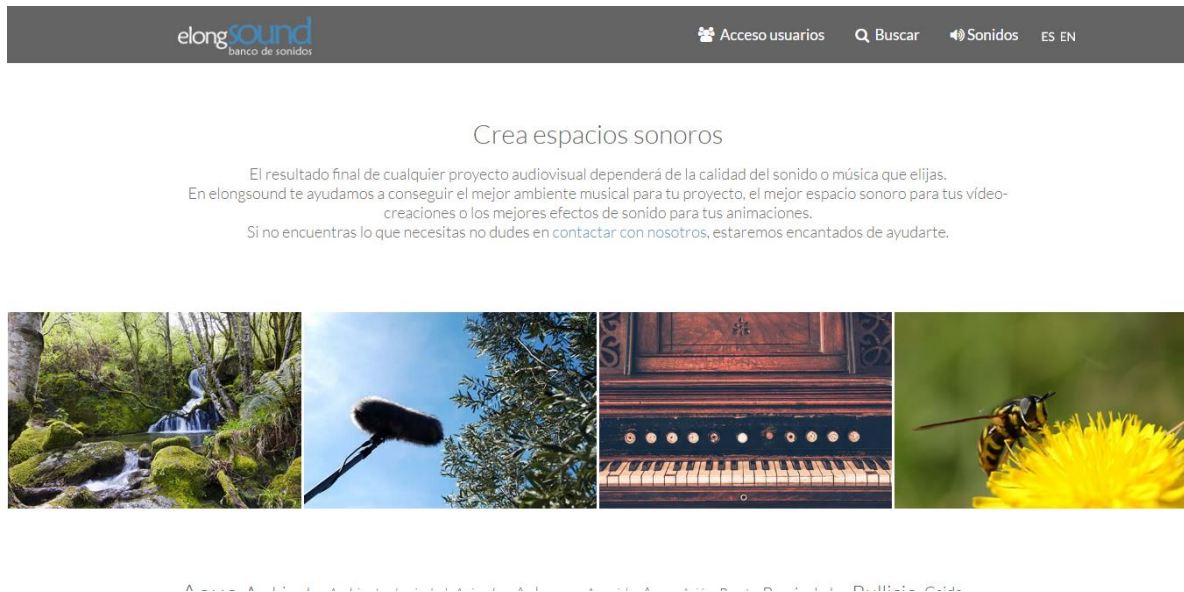 elongsound
banco de sonidos
Acceso usuarios
Buscar
Sonidos
ES EN
Crea espacios sonoros
El resultado final de cualquier proyecto audiovisual dependerá de la calidad del sonido o música que elijas.
En elongsound te ayudamos a conseguir el mejor ambiente musical para tu proyecto, el mejor espacio sonoro para tus vídeo-
creaciones o los mejores efectos de sonido para tus animaciones.
Si no encuentras lo que necesitas no dudes en contactar con nosotros, estaremos encantados de ayudarte.